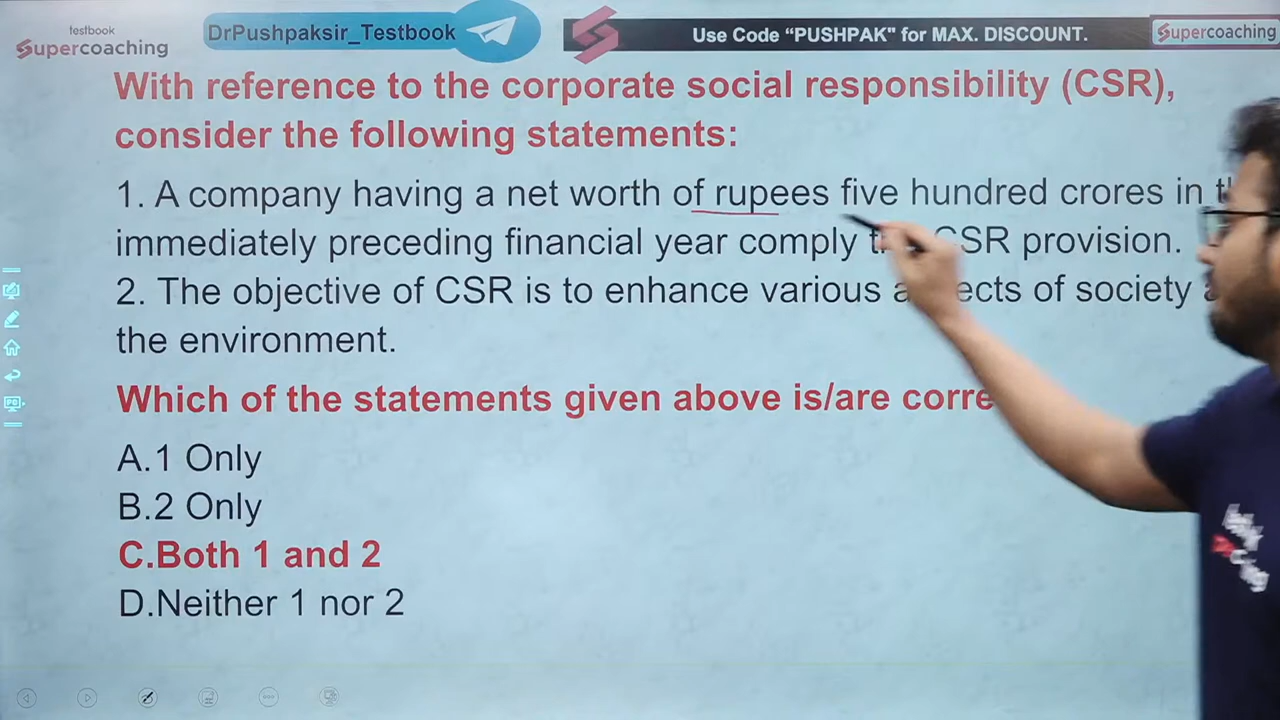 testbook
Supercoaching
DrPushpaksir_Testbook
Use Code “PUSHPAK" for MAX. DISCOUNT.
Supercoaching
With reference to the corporate social responsibility (CSR),
consider the following statements:
1. A company having a net worth of rupees five hundred crores in
immediately preceding financial year comply CSR provision.
2. The objective of CSR is to enhance various of society
the environment.
Which of the statements given above is/are
A.1 Only
B.2 Only
C.Both 1 and 2
D.Neither 1 nor 2